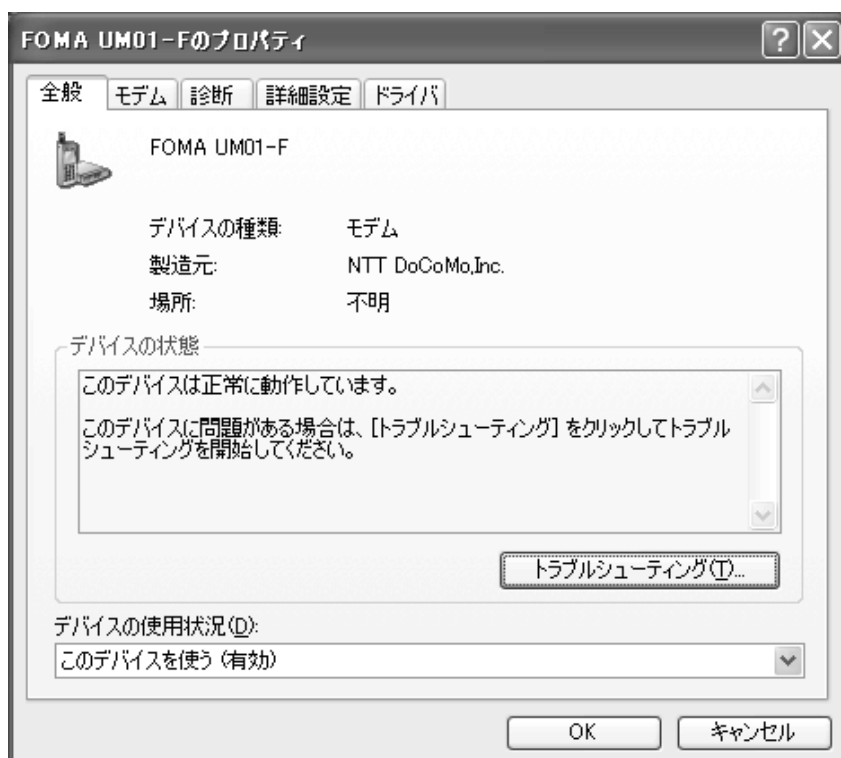 FOMA UM01-Fのプロパティ
全般 モデム 診断 詳細設定 ドライバ
FOMA UM01-F
デバイスの種類: モデム
製造元: NTT DoCoMo,Inc.
場所: 不明
デバイスの状態
このデバイスは正常に動作しています。
このデバイスに問題がある場合は、[トラブルシューティング] をクリックしてトラブル
シューティングを開始してください。
トラブルシューティング(T)...
デバイスの使用状況(D):
このデバイスを使う (有効)
OK キャンセル